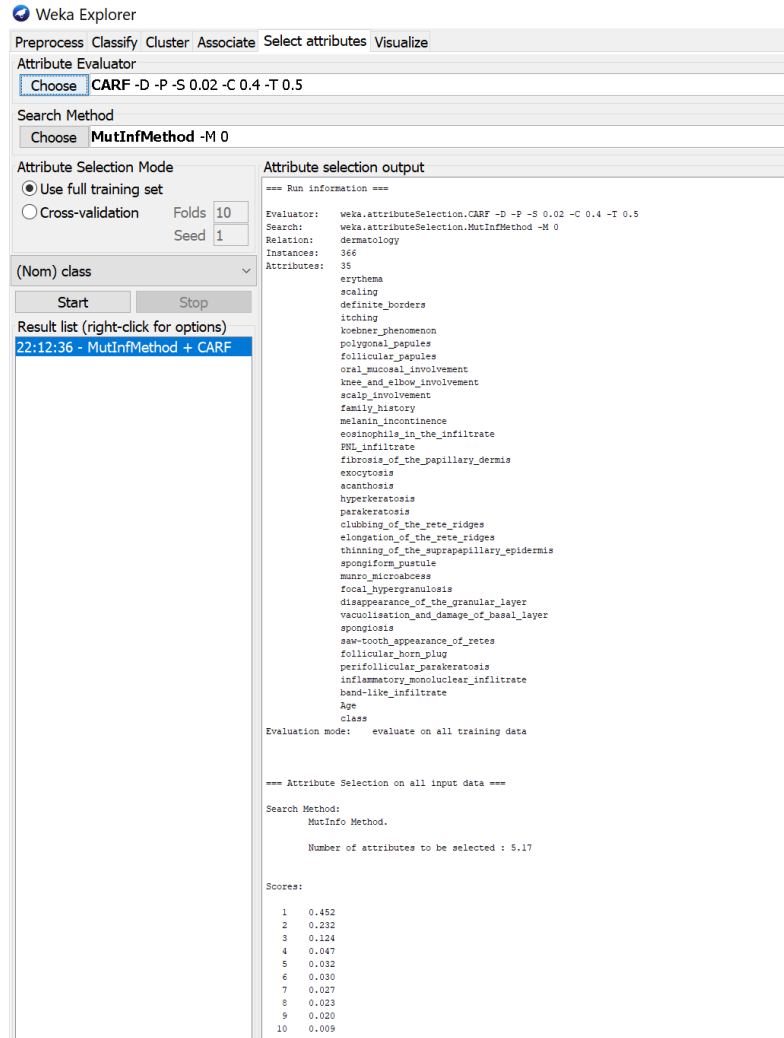 Weka Explorer
Preprocess Classify Cluster Associate Select attributes Visualize
Attribute Evaluator
Choose CARF -D -P -S 0.02 -C 0.4 -T 0.5
Search Method
Choose MutInfMethod -M 0
Attribute Selection Mode
Use full training set
Cross-validation Folds 10
Seed 1
(Nom) class
Start Stop
Result list (right-click for options)
22:12:36 - MutInfMethod + CARF
Attribute selection output
=== Run information ===
Evaluator: weka.attributeSelection.CARF -D -P -S 0.02 -C 0.4 -T 0.5
Search: weka.attributeSelection.MutInfMethod -M 0
Relation: dermatology
Instances: 366
Attributes: 35
erythema
scaling
definite_borders
itching
koebner_phenomenon
polygonal_papules
follicular_papules
oral_mucosal_involvement
knee_and_elbow_involvement
scalp_involvement
family_history
melanin_incontinence
eosinophils_in_the_infiltrate
PNL_infiltrate
fibrosis_of_the_papillary_dermis
exocytosis
acanthosis
hyperkeratosis
parakeratosis
clubbing_of_the_rete_ridges
elongation_of_the_rete_ridges
thinning_of_the_suprapapillary_epidermis
spongiform_pustule
munro_microabcess
focal_hypergranulosis
disappearance_of_the_granular_layer
vacuolisation_and_damage_of_basal_layer
spongiosis
saw-tooth_appearance_of_retes
follicular_horn_plug
perifollicular_parakeratosis
inflammatory_monoluclear_inflitrate
band-like_infiltrate
Age
class
Evaluation mode: evaluate on all training data
=== Attribute Selection on all input data ===
Search Method:
MutInfo Method.
Number of attributes to be selected : 5.17
Scores:
1 0.452
2 0.232
3 0.124
4 0.047
5 0.032
6 0.030
7 0.027
8 0.023
9 0.020
10 0.009